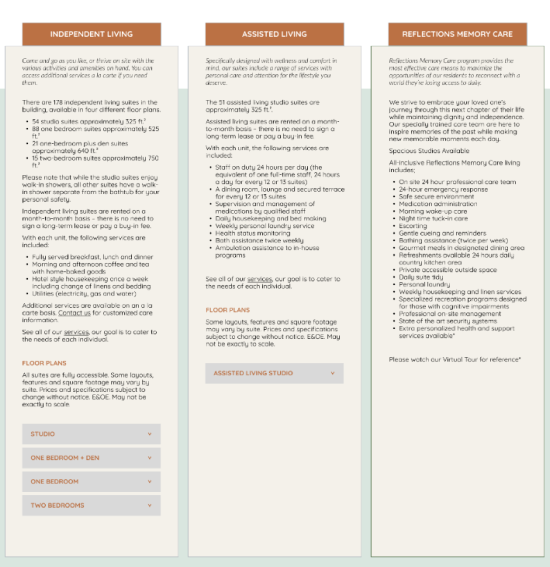 INDEPENDENT LIVING
Come and go as you like, or thrive on site with the
various activities and amenities on hand. You can
access additional services a la carte if you need
them.
There are 178 independent living suites in the
building, available in four different floor plans.
• 54 studio suites approximately 325 ft.²
• 88 one bedroom suites approximately 525
ft.²
• 21 one-bedroom plus den suites
approximately 640 ft.²
• 15 two-bedroom suites approximately 750
ft.²
Please note that while the studio suites enjoy
walk-in showers, all other suites have a walk-
in shower separate from the bathtub for your
personal safety.
Independent living suites are rented on a
month-to-month basis – there is no need to
sign a long-term lease or pay a buy-in fee.
With each unit, the following services are
included:
• Fully served breakfast, lunch and dinner
• Morning and afternoon coffee and tea
with home-baked goods
• Hotel style housekeeping once a week
including change of linens and bedding
• Utilities (electricity, gas and water)
Additional services are available on an a la
carte basis. Contact us for customized care
information.
See all of our services, our goal is to cater to
the needs of each individual.
FLOOR PLANS
All suites are fully accessible. Some layouts,
features and square footage may vary by
suite. Prices and specifications subject to
change without notice. E&OE. May not be
exactly to scale.
STUDIO
ONE BEDROOM + DEN
ONE BEDROOM
TWO BEDROOMS
ASSISTED LIVING
Specifically designed with wellness and comfort in
mind, our suites include a range of services with
personal care and attention for the lifestyle you
deserve.
The 51 assisted living studio suites are
approximately 325 ft.².
Assisted living suites are rented on a month-
to-month basis – there is no need to sign a
long-term lease or pay a buy-in fee.
With each unit, the following services are
included:
• Staff on duty 24 hours per day (the
equivalent of one full-time staff, 24 hours
a day for every 12 or 13 suites)
• A dining room, lounge and secured terrace
for every 12 or 13 suites
• Supervision and management of
medications by qualified staff
• Daily housekeeping and bed making
• Weekly personal laundry service
• Health status monitoring
• Bath assistance twice weekly
• Ambulation assistance to in-house
programs
See all of our services, our goal is to cater to
the needs of each individual.
FLOOR PLANS
Some layouts, features and square footage
may vary by suite. Prices and specifications
subject to change without notice. E&OE. May
not be exactly to scale.
ASSISTED LIVING STUDIO
REFLECTIONS MEMORY CARE
Reflections Memory Care program provides the
most effective care means to maximize the
opportunities of our residents to reconnect with a
world they're losing access to daily.
We strive to embrace your loved one's
journey through this next chapter of their life
while maintaining dignity and independence.
Our specially trained care team are here to
inspire memories of the past while making
new memorable moments each day.
Spacious Studios Available
All-inclusive Reflections Memory Care living
includes;
• On site 24 hour professional care team
• 24-hour emergency response
• Safe secure environment
• Medication administration
• Morning wake-up care
• Night time tuck-in care
• Escorting
• Gentle cueing and reminders
• Bathing assistance (twice per week)
• Gourmet meals in designated dining area
• Refreshments available 24 hours daily
country kitchen area
• Private accessible outside space
• Daily suite tidy
• Personal laundry
• Weekly housekeeping and linen services
• Specialized recreation programs designed
for those with cognitive impairments
• Professional on-site management
• State of the art security systems
• Extra personalized health and support
services available*
Please watch our Virtual Tour for reference*